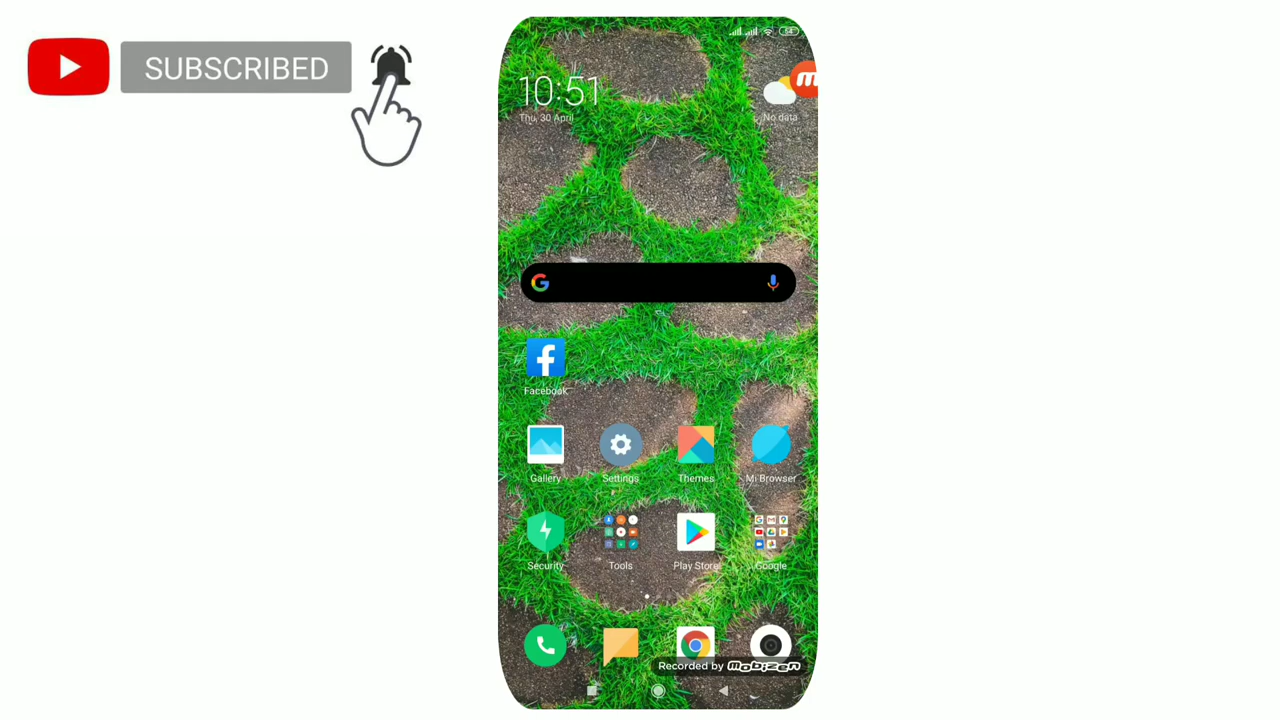 SUBSCRIBED
10:51
Thu, 30 April
No data
Facebook
Gallery Settings Themes Mi Browser
Security Tools Play Store Google
Recorded by Mobizen